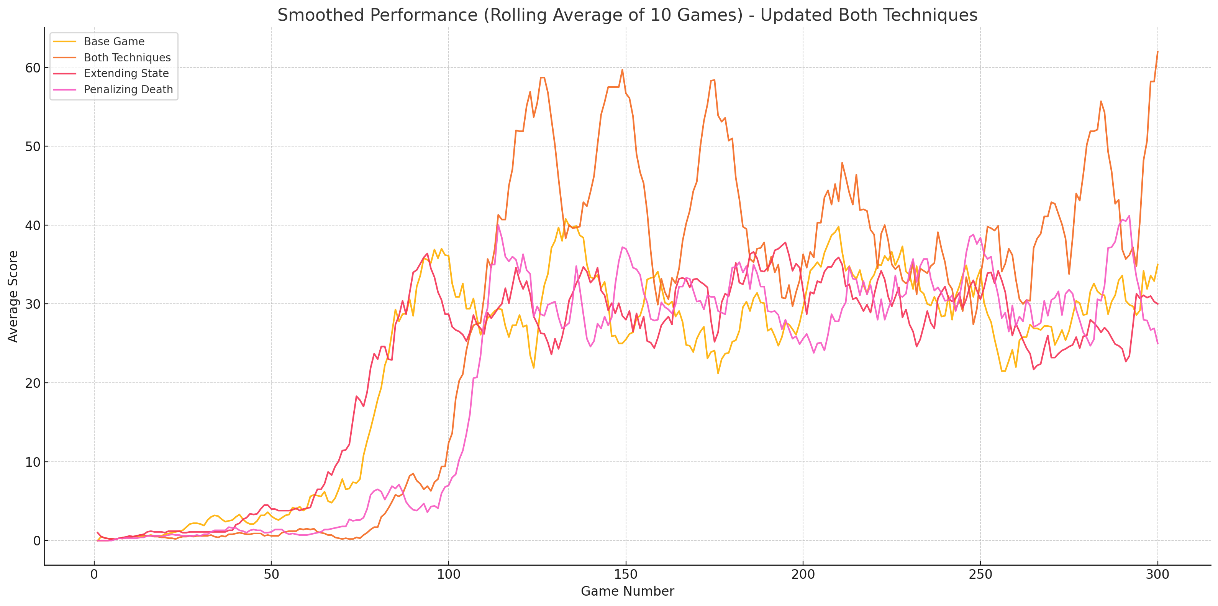 Smoothed Performance (Rolling Average of 10 Games) - Updated Both Techniques
Base Game
Both Techniques
Extending State
Penalizing Death
Average Score
60
50
40
30
20
10
0
0 50 100 150 200 250 300
Game Number